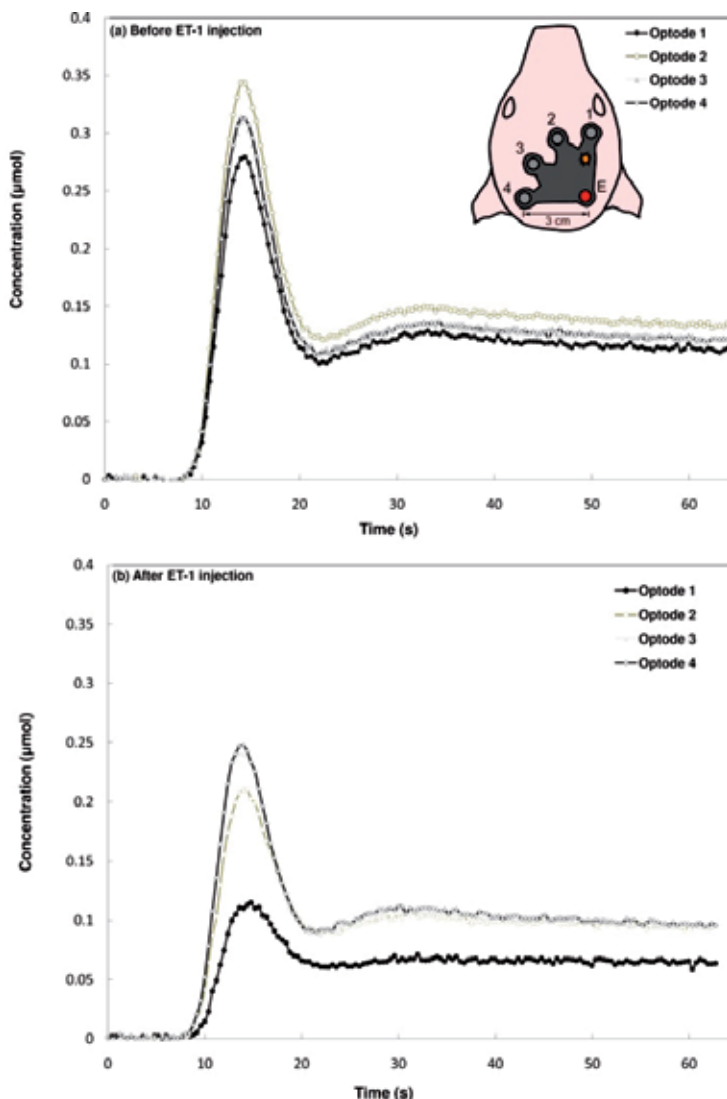 (a) Before ET-1 injection
Optode 1
Optode 2
Optode 3
Optode 4
1
2
3
4
E
3 cm
0.4
0.35
0.3
0.25
0.2
0.15
0.1
0.05
0
Concentration (μmol)
0 10 20 30 40 50 60
Time (s)
(b) After ET-1 injection
Optode 1
Optode 2
Optode 3
Optode 4
0.4
0.35
0.3
0.25
0.2
0.15
0.1
0.05
0
Concentration (μmol)
0 10 20 30 40 50 60
Time (s)